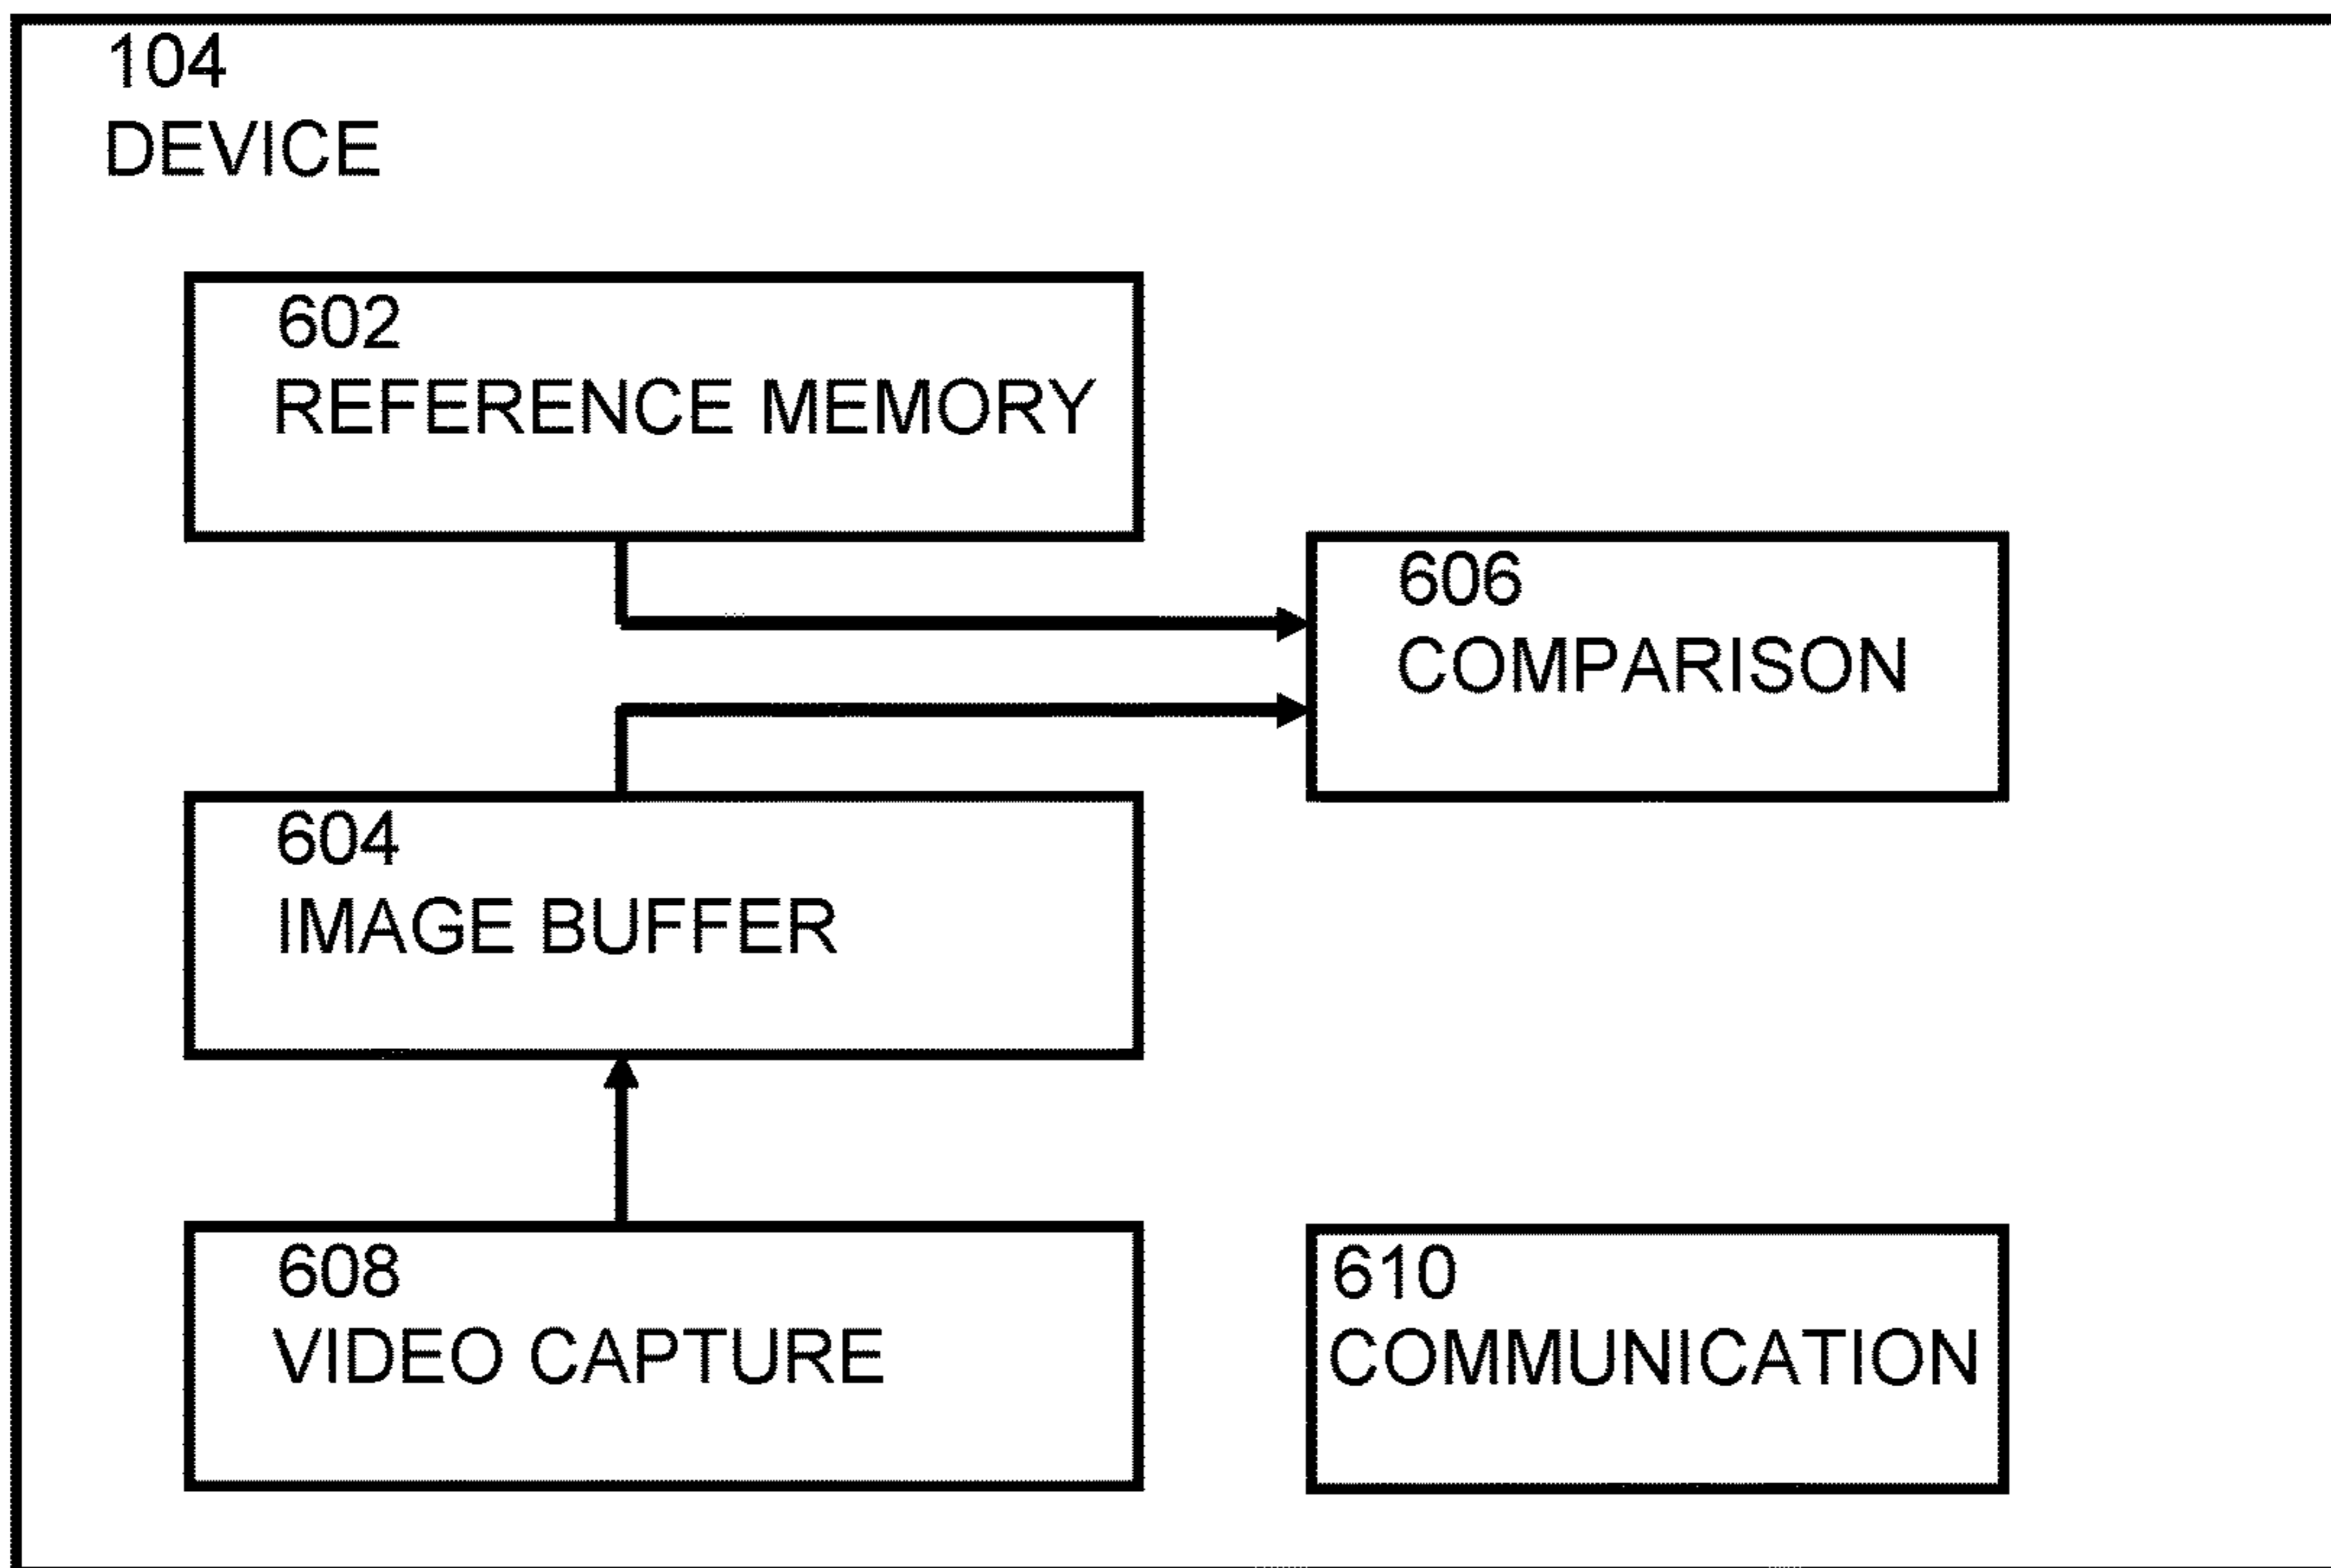 104
DEVICE
602
REFERENCE MEMORY
606
COMPARISON
604
IMAGE BUFFER
608
VIDEO CAPTURE
610
COMMUNICATION